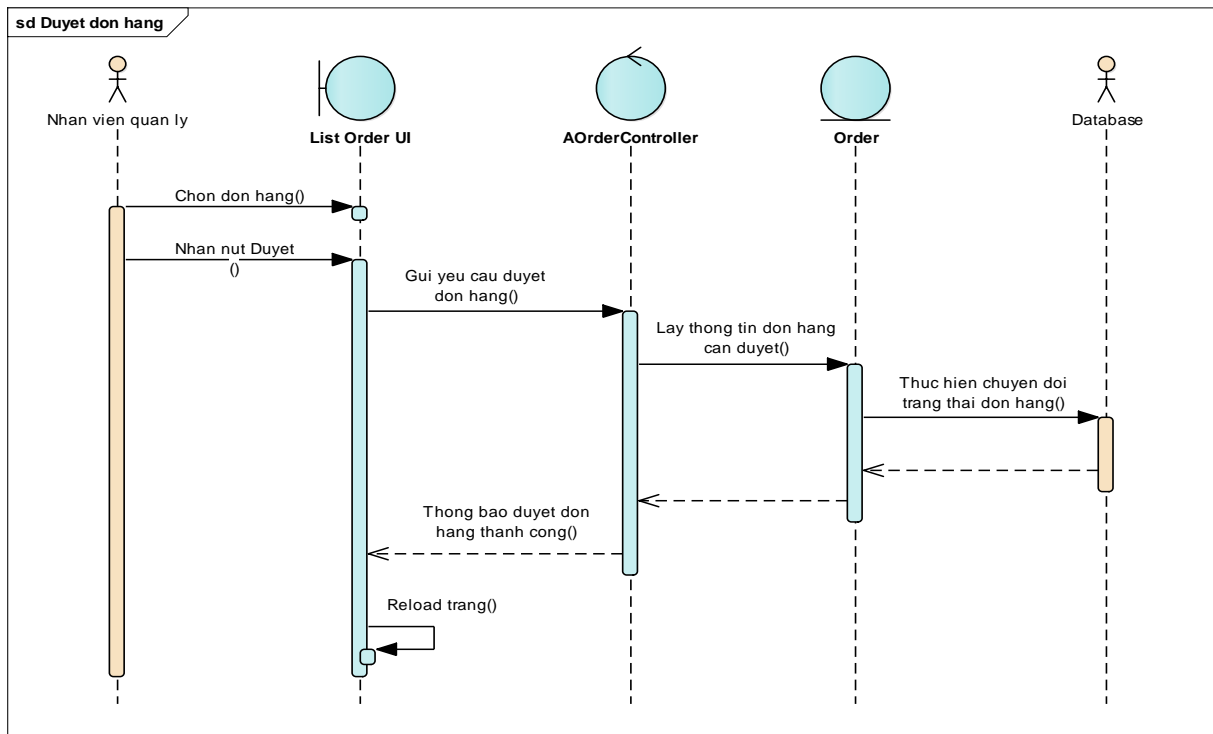 sd Duyet don hang
Nhan vien quan ly
List Order UI
AOrderController
Order
Database
Chon don hang()
Nhan nut Duyet
()
Gui yeu cau duyet
don hang()
Lay thong tin don hang
can duyet()
Thuc hien chuyen doi
trang thai don hang()
Thong bao duyet don
hang thanh cong()
Reload trang()